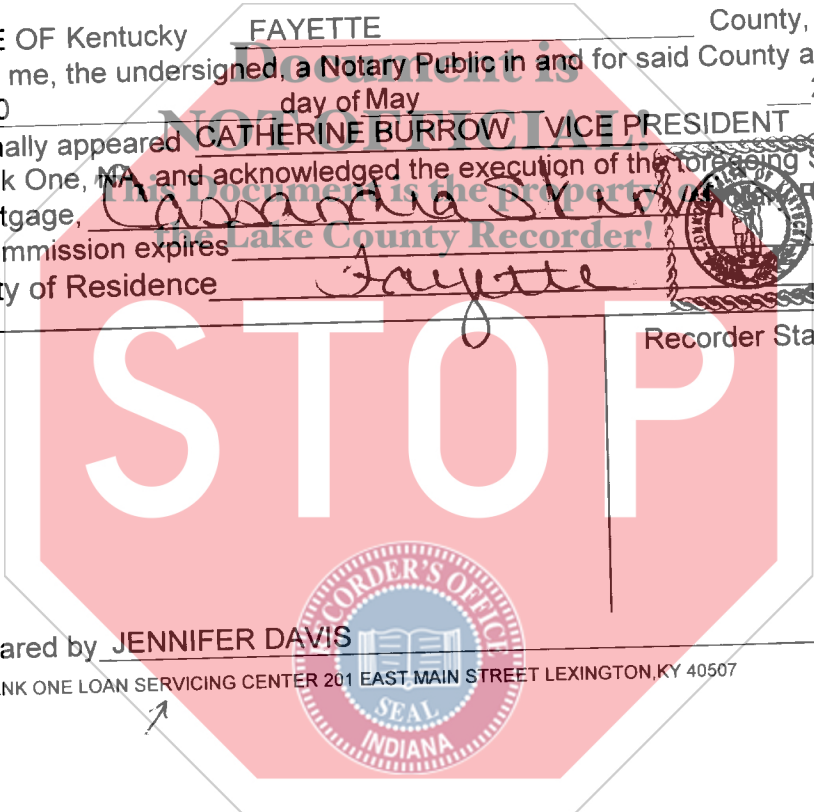 E OF Kentucky FAYETTE County,
me, the undersigned, a Notary Public in and for said County a
Document is
0 day of May 2
NOT OFFICIAL!
nally appeared CATHERINE BURROW VICE PRESIDENT
k One, NA, and acknowledged the execution of the foregoing S
This Document is the property of
tgage, Cassandra
the Lake County Recorder!
mmission expires
ty of Residence Fayette
Recorder Sta
STOP
RECORDER'S OFFICE
SEAL
INDIANA
ared by JENNIFER DAVIS
NK ONE LOAN SERVICING CENTER 201 EAST MAIN STREET LEXINGTON,KY 40507